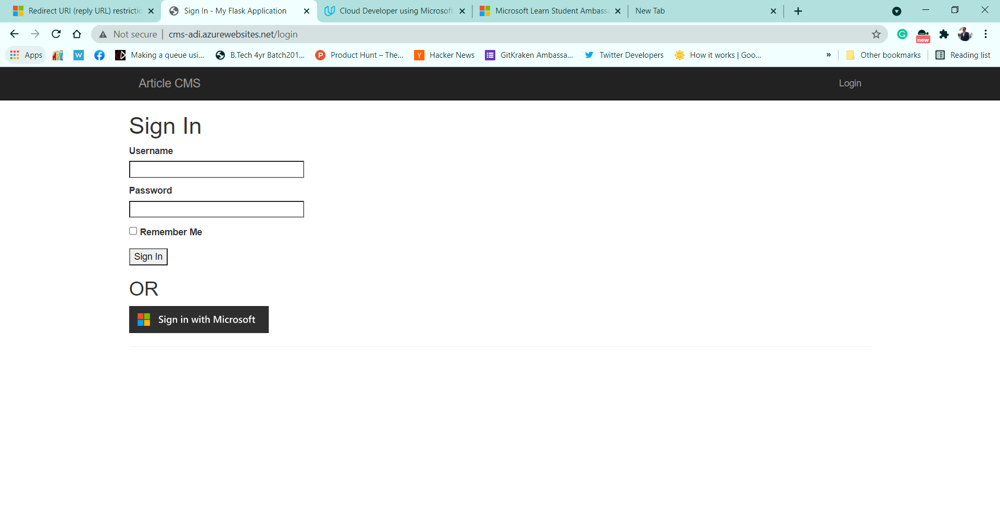 Redirect URI (reply URL) restrictio
Sign In - My Flask Application
Cloud Developer using Microsoft
Microsoft Learn Student Ambassa
New Tab
Not secure
cms-adi.azurewebsites.net/login
new
Apps
Making a queue usi...
B.Tech 4yr Batch201...
Product Hunt – The...
Hacker News
GitKraken Ambassa...
Twitter Developers
How it works | Goo...
»
Other bookmarks
Reading list
Article CMS
Login
Sign In
Username
Password
Remember Me
Sign In
OR
Sign in with Microsoft